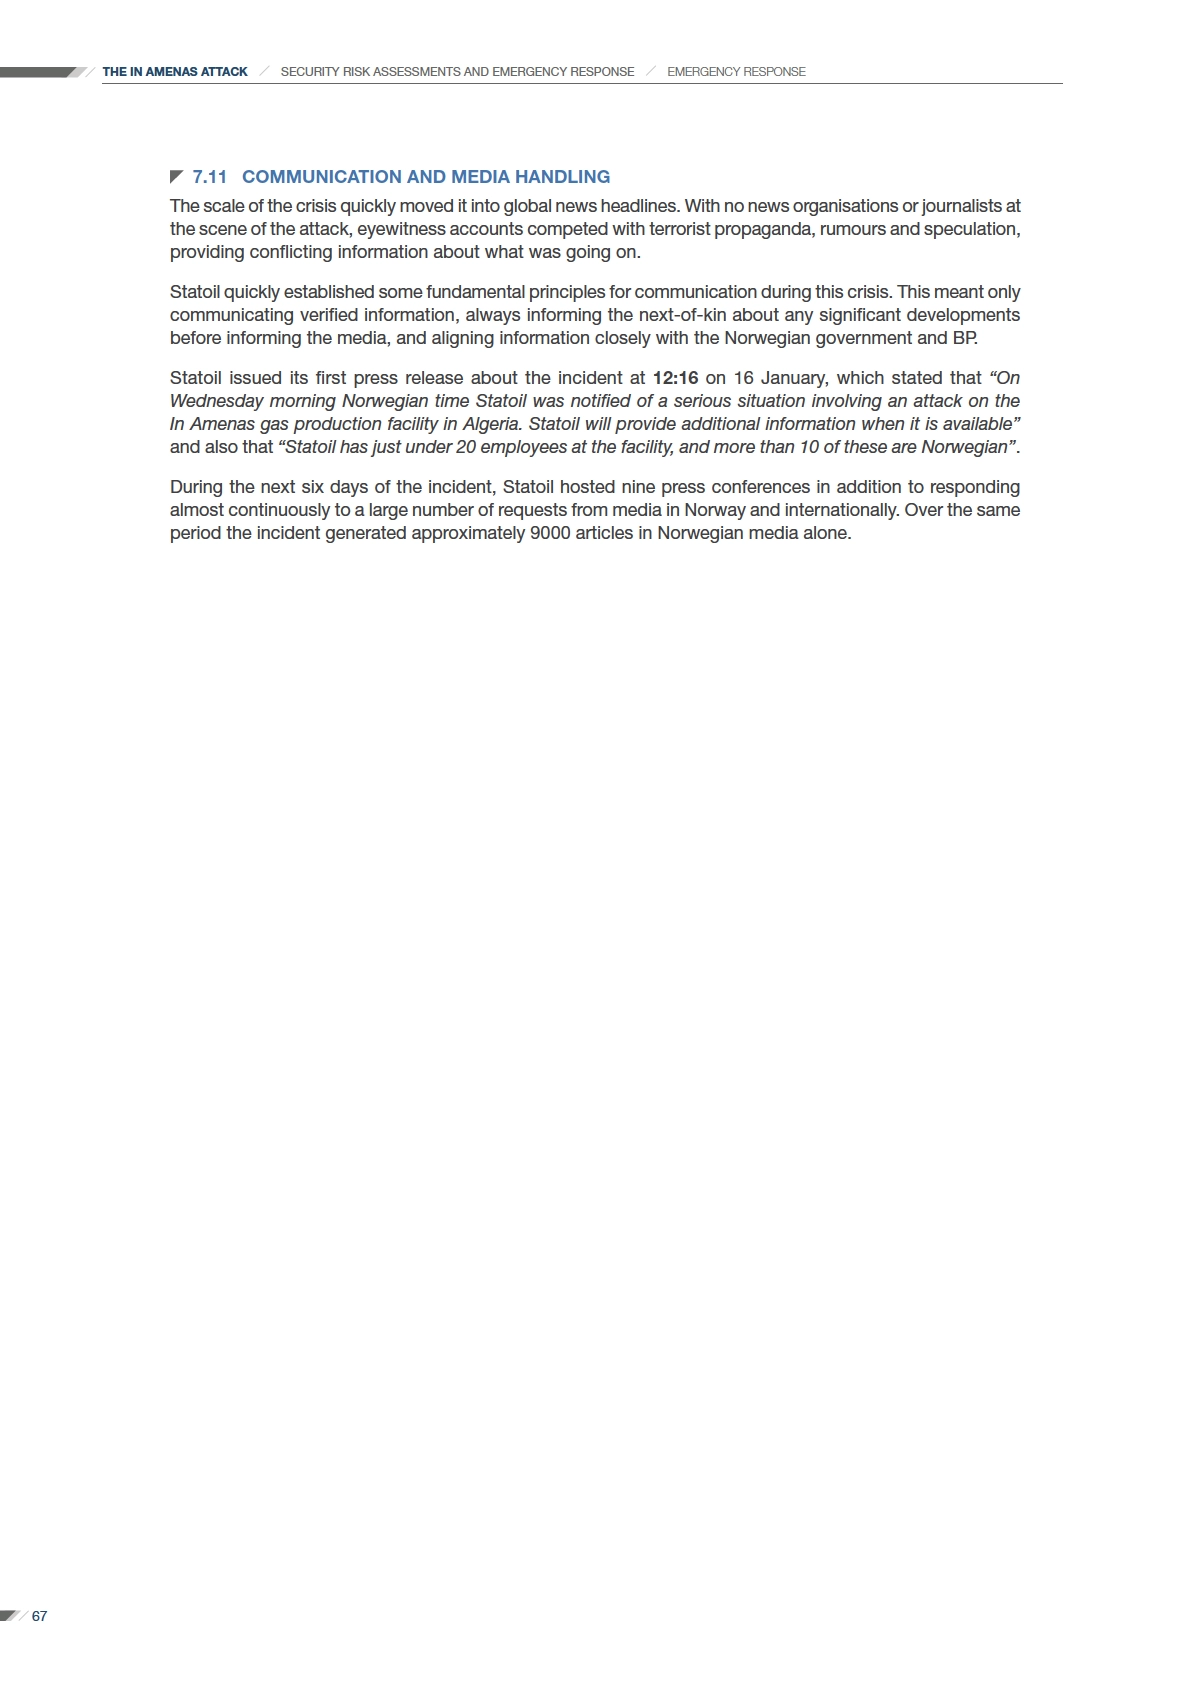 THE IN AMENAS ATTACK / SECURITY RISK ASSESSMENTS AND EMERGENCY RESPONSE / EMERGENCY RESPONSE
7.11 COMMUNICATION AND MEDIA HANDLING
The scale of the crisis quickly moved it into global news headlines. With no news organisations or journalists at
the scene of the attack, eyewitness accounts competed with terrorist propaganda, rumours and speculation,
providing conflicting information about what was going on.
Statoil quickly established some fundamental principles for communication during this crisis. This meant only
communicating verified information, always informing the next-of-kin about any significant developments
before informing the media, and aligning information closely with the Norwegian government and BP.
Statoil issued its first press release about the incident at 12:16 on 16 January, which stated that “On
Wednesday morning Norwegian time Statoil was notified of a serious situation involving an attack on the
In Amenas gas production facility in Algeria. Statoil will provide additional information when it is available”
and also that “Statoil has just under 20 employees at the facility, and more than 10 of these are Norwegian”.
During the next six days of the incident, Statoil hosted nine press conferences in addition to responding
almost continuously to a large number of requests from media in Norway and internationally. Over the same
period the incident generated approximately 9000 articles in Norwegian media alone.
67